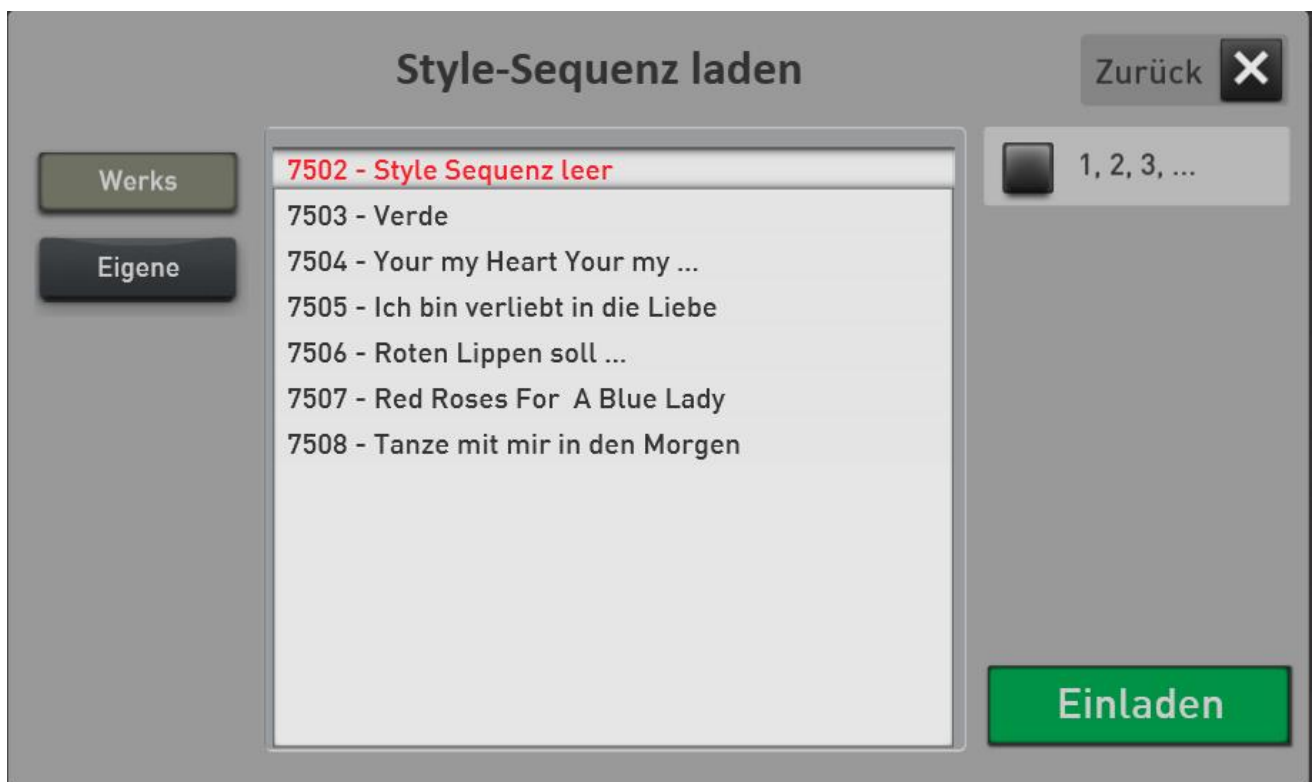 Style-Sequenz laden
Zurück
Werks
Eigene
7502 - Style Sequenz leer
7503 - Verde
7504 - Your my Heart Your my ...
7505 - Ich bin verliebt in die Liebe
7506 - Roten Lippen soll ...
7507 - Red Roses For  A Blue Lady
7508 - Tanze mit mir in den Morgen
1, 2, 3, ...
Einladen